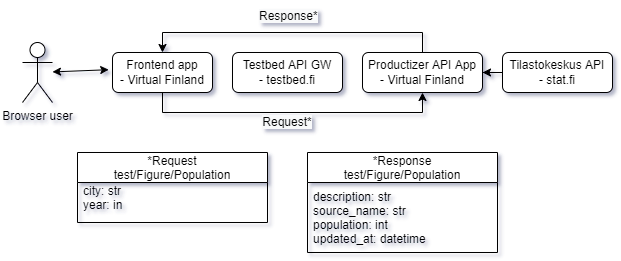 Response*
Frontend app
- Virtual Finland
Testbed API GW
- testbed.fi
Productizer API App
- Virtual Finland
Tilastokeskus API
- stat.fi
Browser user
Request*
*Request
test/Figure/Population
city: str
year: in
*Response
test/Figure/Population
description: str
source_name: str
population: int
updated_at: datetime